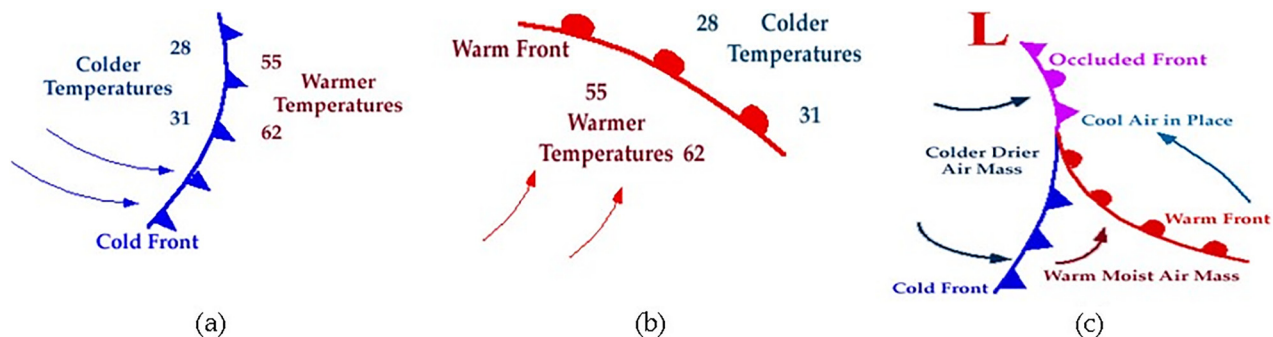 28
Colder
Temperatures
31
55
Warmer
Temperatures
62
Cold Front
(a)
Warm Front
28 Colder
Temperatures
31
55
Warmer
Temperatures 62
(b)
L
Occluded Front
Cool Air in Place
Colder Drier
Air Mass
Warm Front
Warm Moist Air Mass
Cold Front
(c)